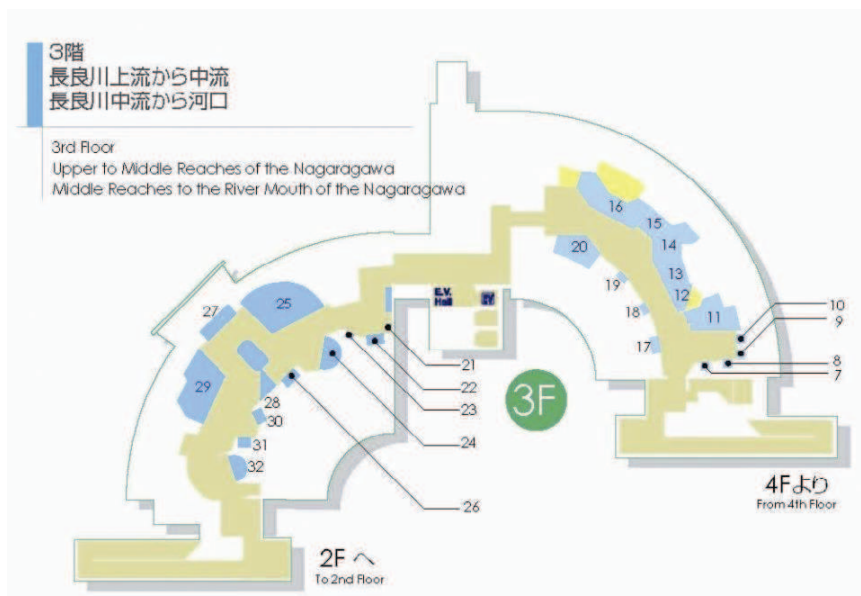 3階
長良川上流から中流
長良川中流から河口
3rd Floor
Upper to Middle Reaches of the Nagaragawa
Middle Reaches to the River Mouth of the Nagaragawa
16
15
14
20
13
19
12
E.V.
Hall
EV
25
11
10
27
18
9
17
8
21
7
22
29
3F
23
28
24
30
31
32
26
4Fより
From 4th Floor
2F へ
To 2nd Floor